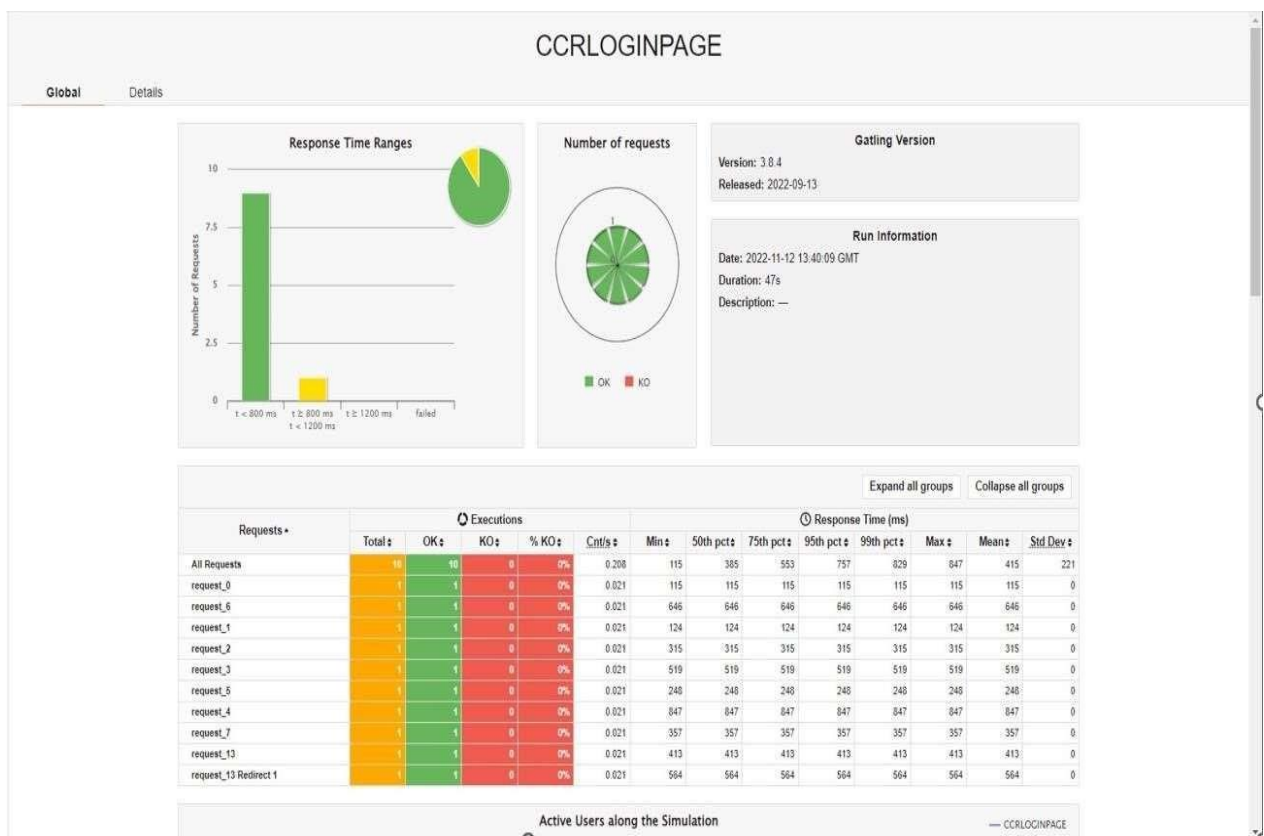 CCRLOGINPAGE
Global Details
Response Time Ranges
10
7.5
5
2.5
0
Number of Requests
t < 800 ms
t ≥ 800 ms
t < 1200 ms
t ≥ 1200 ms
failed
Number of requests
1
0
OK KO
Gatling Version
Version: 3.8.4
Released: 2022-09-13
Run Information
Date: 2022-11-12 13:40:09 GMT
Duration: 47s
Description: —
Expand all groups Collapse all groups
Requests Executions Response Time (ms)
Total OK KO % KO Cnt/s Min 50th pct 75th pct 95th pct 99th pct Max Mean Std Dev
All Requests 10 10 0 0% 0.208 115 385 553 757 829 847 415 221
request_0 1 1 0 0% 0.021 115 115 115 115 115 115 115 0
request_6 1 1 0 0% 0.021 646 646 646 646 646 646 646 0
request_1 1 1 0 0% 0.021 124 124 124 124 124 124 124 0
request_2 1 1 0 0% 0.021 315 315 315 315 315 315 315 0
request_3 1 1 0 0% 0.021 519 519 519 519 519 519 519 0
request_5 1 1 0 0% 0.021 248 248 248 248 248 248 248 0
request_4 1 1 0 0% 0.021 847 847 847 847 847 847 847 0
request_7 1 1 0 0% 0.021 357 357 357 357 357 357 357 0
request_13 1 1 0 0% 0.021 413 413 413 413 413 413 413 0
request_13 Redirect 1 1 1 0 0% 0.021 564 564 564 564 564 564 564 0
Active Users along the Simulation
CCRLOGINPAGE